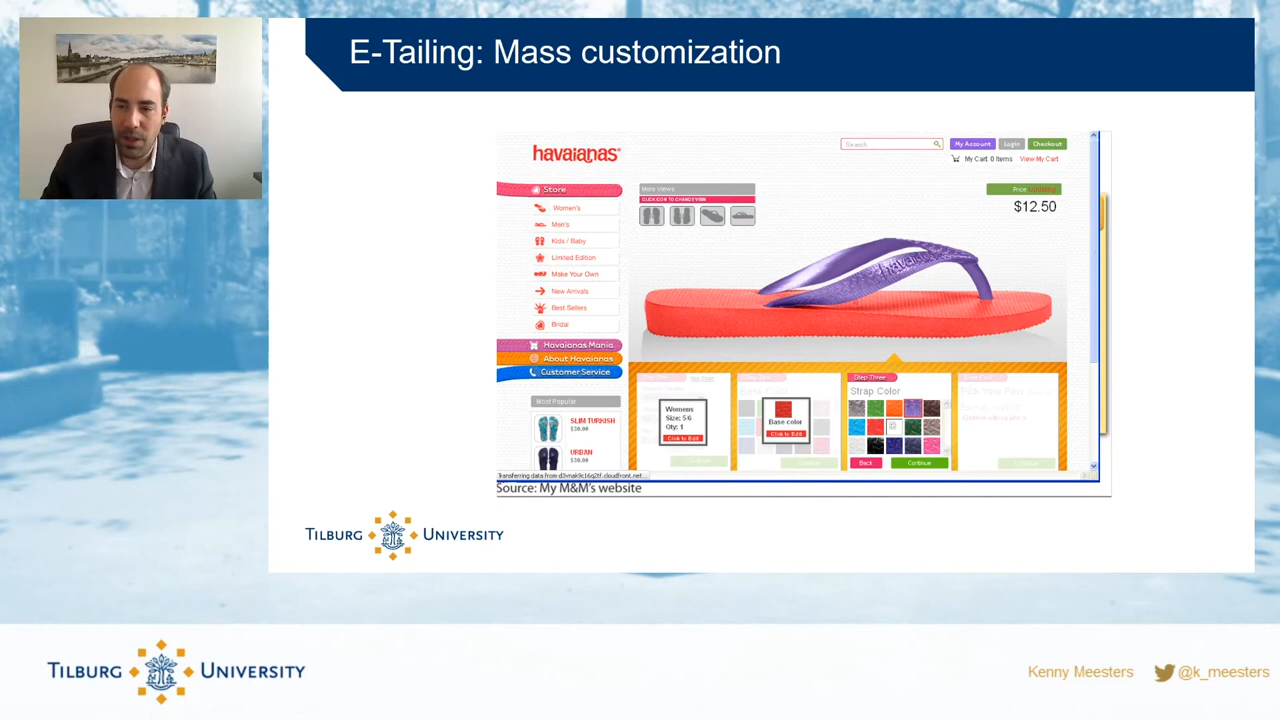 E-Tailing: Mass customization
havaianas
Search
My Account
Login
Checkout
My Cart 0 Items
View My Cart
Store
Women's
Men's
Kids / Baby
Limited Edition
Make Your Own
New Arrivals
Best Sellers
Bridal
Havaianas Mania
About Havaianas
Customer Service
Most Popular
SLIM TURKISH
$30.00
URBAN
$30.00
More Views
CLICK ICON TO CHANGE VIEW
Price Updating
$12.50
havaianas
Womens
Size: 5/6
Qty: 1
Click to Edit
Base color
Click to Edit
Step Three
Strap Color
Back
Continue
Source: My M&M's website
TILBURG UNIVERSITY
TILBURG UNIVERSITY
Kenny Meesters
@k_meesters